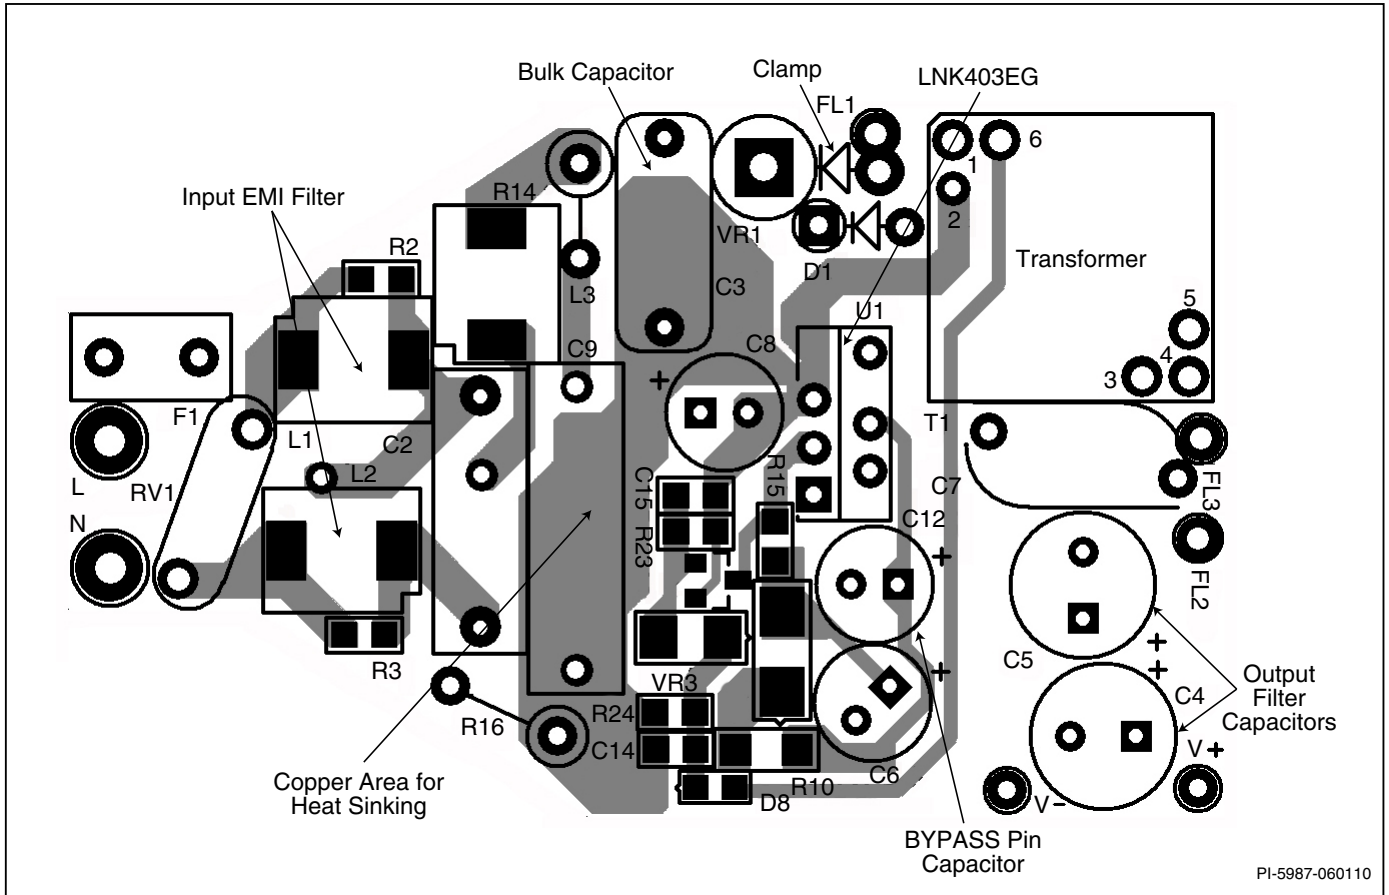 Bulk Capacitor
Clamp
LNK403EG
FL1
6
1
R14
Input EMI Filter
2
VR1
R2
Transformer
D1
C3
L3
5
U1
C8
C9
+
4
3
F1
T1
L1
C2
L
RV1
L2
C15
R15
C7
FL3
N
C12
R23
+
FL2
R3
C5
+
+
VR3
+
C4
Output
Filter
Capacitors
R24
R16
C14
V+
C6
Copper Area for
Heat Sinking
R10
D8
V-
BYPASS Pin
Capacitor
PI-5987-060110